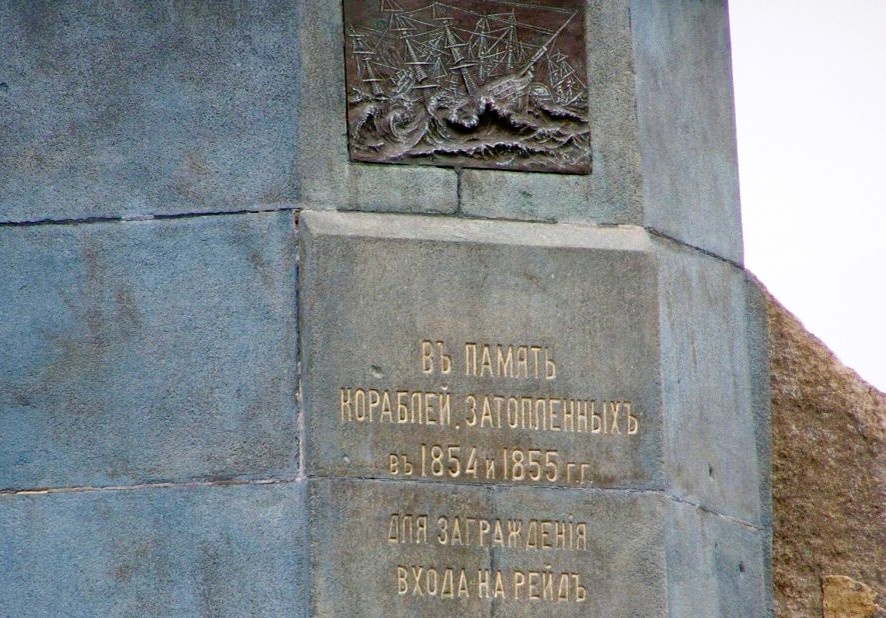 ВЪ ПАМЯТЬ
КОРАБЛЕЙ, ЗАТОПЛЕННЫХЪ
въ 1854 и 1855 гг.
ДЛЯ ЗАГРАЖДЕНІЯ
ВХОДА НА РЕЙДЪ